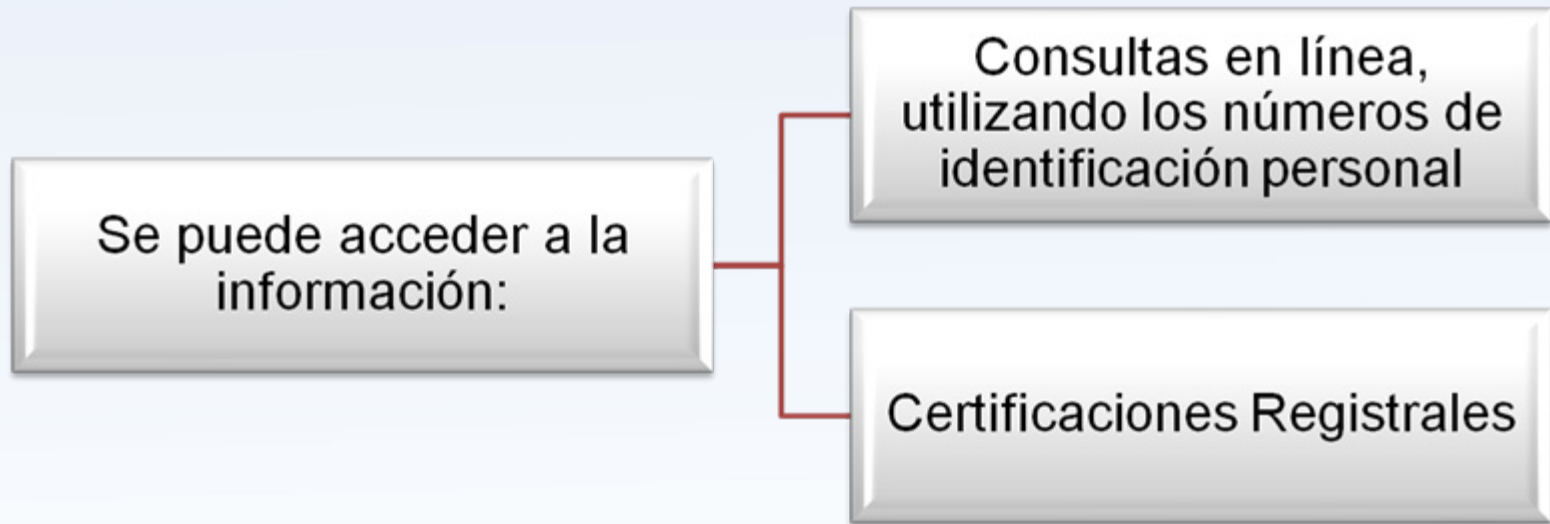 Se puede acceder a la
información:
Consultas en línea,
utilizando los números de
identificación personal
Certificaciones Registrales